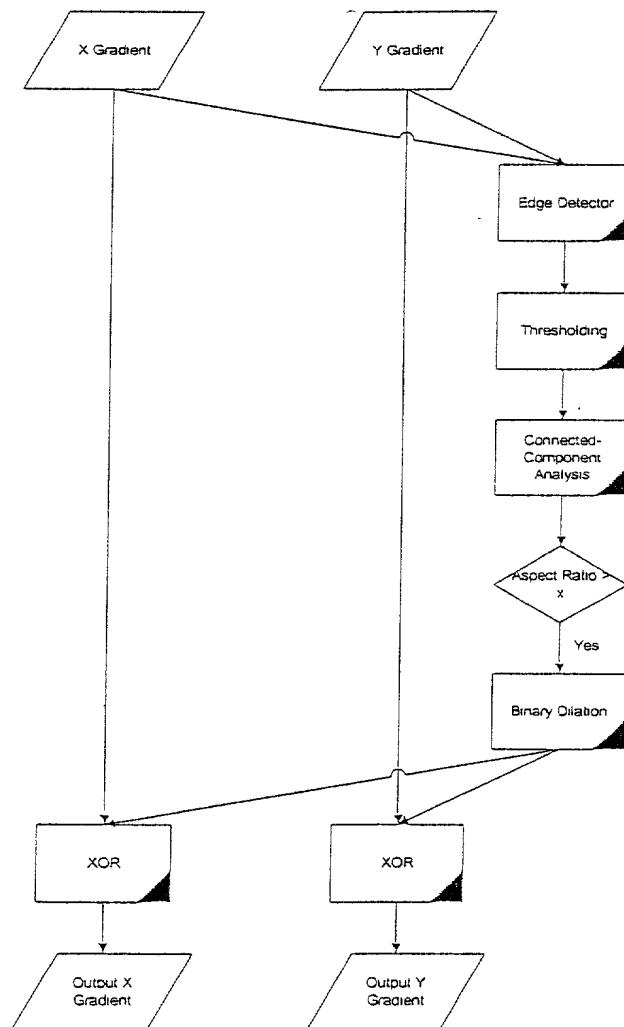 X Gradient
Y Gradient
Edge Detector
Thresholding
Connected-
Component
Analysis
Aspect Ratio >
x
Yes
Binary Dilation
XOR
XOR
Output X
Gradient
Output Y
Gradient